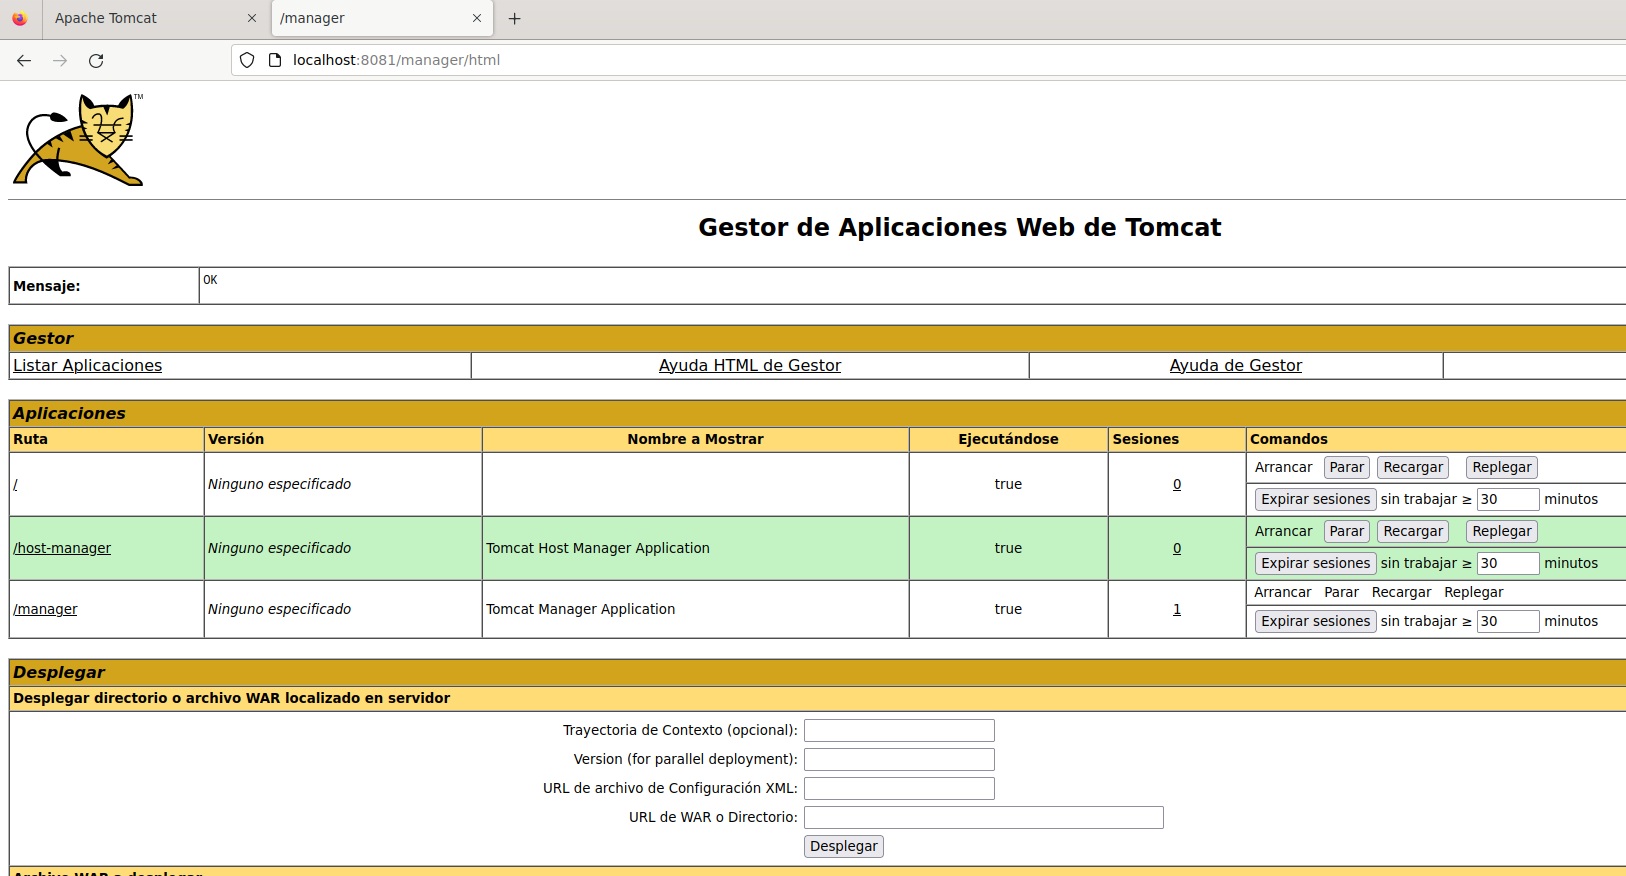 Apache Tomcat
/manager
localhost:8081/manager/html
TM
Gestor de Aplicaciones Web de Tomcat
Mensaje: OK
Gestor
Listar Aplicaciones Ayuda HTML de Gestor Ayuda de Gestor
Aplicaciones
Ruta Versión Nombre a Mostrar Ejecutándose Sesiones Comandos
/ Ninguno especificado true 0 Arrancar Parar Recargar Replegar
Expirar sesiones sin trabajar ≥ 30 minutos
/host-manager Ninguno especificado Tomcat Host Manager Application true 0 Arrancar Parar Recargar Replegar
Expirar sesiones sin trabajar ≥ 30 minutos
/manager Ninguno especificado Tomcat Manager Application true 1 Arrancar Parar Recargar Replegar
Expirar sesiones sin trabajar ≥ 30 minutos
Desplegar
Desplegar directorio o archivo WAR localizado en servidor
Trayectoria de Contexto (opcional):
Version (for parallel deployment):
URL de archivo de Configuración XML:
URL de WAR o Directorio:
Desplegar
Archivo WAR a desplegar